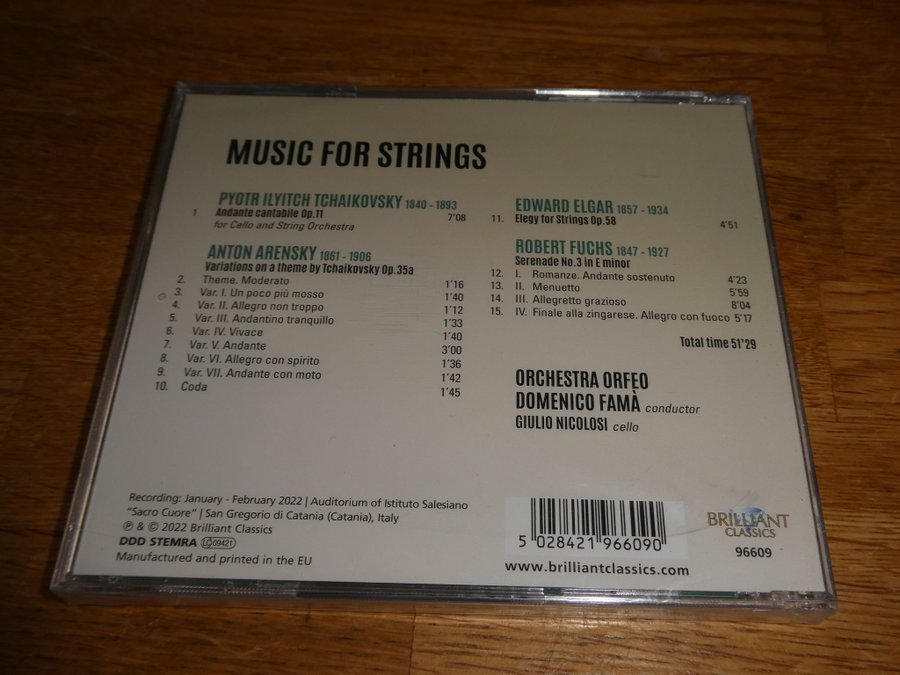 MUSIC FOR STRINGS
PYOTR ILYITCH TCHAIKOVSKY 1840 - 1893
1 Andante cantabile Op.11 7'08
for Cello and String Orchestra
ANTON ARENSKY 1861 - 1906
Variations on a theme by Tchaikovsky Op.35a
2. Theme. Moderato 1'16
3. Var. I. Un poco più mosso 1'40
4. Var. II. Allegro non troppo 1'12
5. Var. III. Andantino tranquillo 1'33
6. Var. IV. Vivace 1'40
7. Var. V. Andante 3'00
8. Var. VI. Allegro con spirito 1'36
9. Var. VII. Andante con moto 1'42
10. Coda 1'45
EDWARD ELGAR 1857 - 1934
11. Elegy for Strings Op.58 4'51
ROBERT FUCHS 1847 - 1927
Serenade No.3 in E minor
12. I. Romanze. Andante sostenuto 4'23
13. II. Menuetto 5'59
14. III. Allegretto grazioso 8'04
15. IV. Finale alla zingarese. Allegro con fuoco 5'17
Total time 51'29
ORCHESTRA ORFEO
DOMENICO FAMÀ conductor
GIULIO NICOLOSI cello
Recording: January - February 2022 | Auditorium of Istituto Salesiano
“Sacro Cuore” | San Gregorio di Catania (Catania), Italy
℗ & © 2022 Brilliant Classics
DDD STEMRA LC 09421
Manufactured and printed in the EU
5 028421 966090
www.brilliantclassics.com
BRILLIANT
CLASSICS
96609